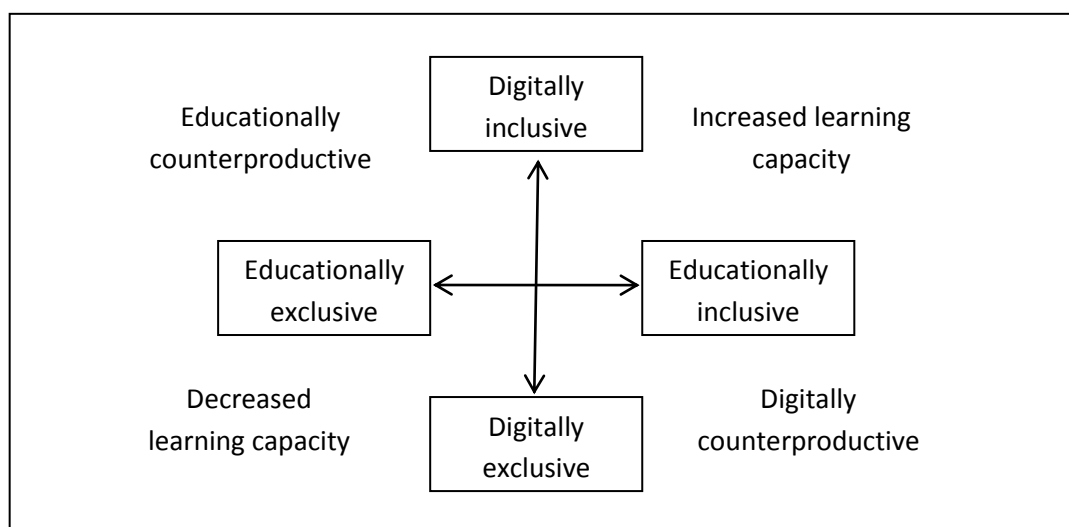 Digitally
inclusive
Educationally
counterproductive
Increased learning
capacity
Educationally
exclusive
Educationally
inclusive
Decreased
learning capacity
Digitally
exclusive
Digitally
counterproductive